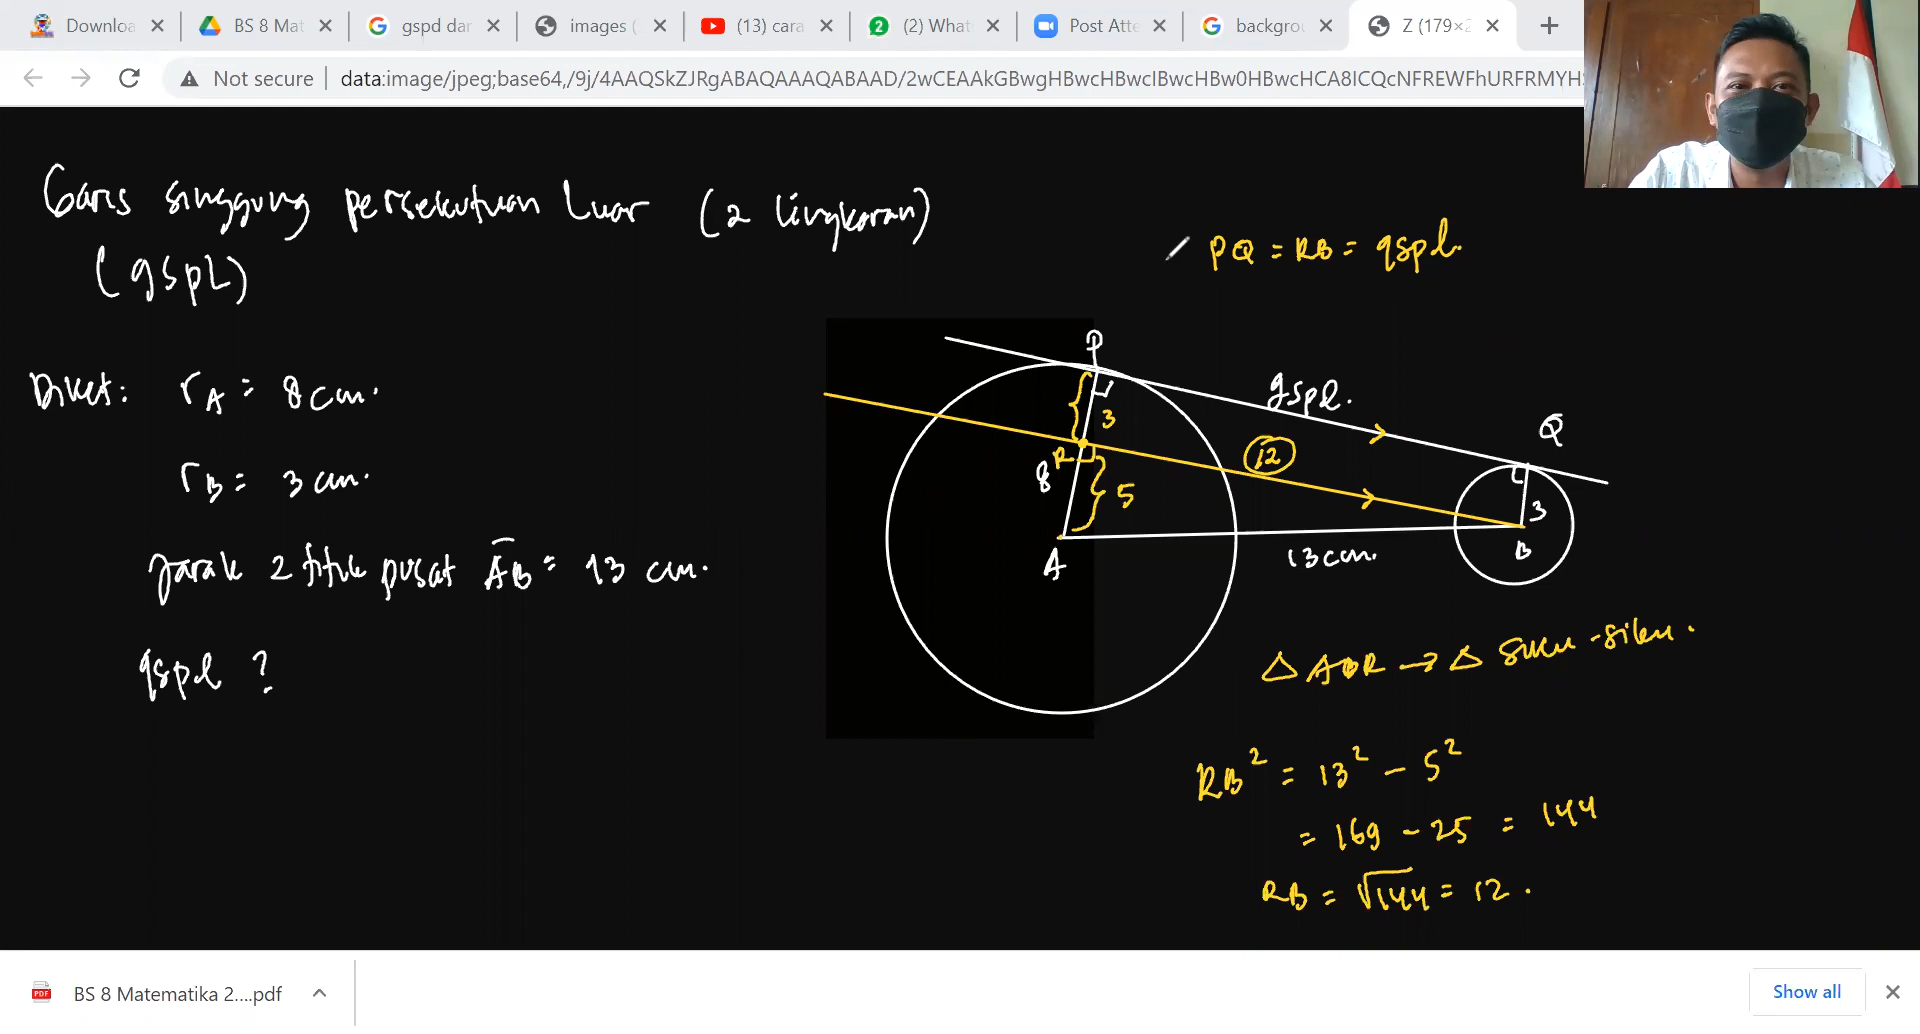 Downloa
BS 8 Mat
gspd dar
images (
(13) cara
2
(2) What
Post Atte
backgrou
Z (179×2
Not secure
data:image/jpeg;base64,/9j/4AAQSkZJRgABAQAAAQABAAD/2wCEAAkGBwgHBwcHBwcIBwcHBw0HBwcHCA8ICQcNFREWFhURFRMYH
Garis singgung persekutuan Luar (2 lingkaran)
(gspL)
PQ = RB = gspl.
Diket: rA = 8 cm.
rB = 3 cm.
Jarak 2 titik pusat AB = 13 cm.
gspl ?
P
gspl.
Q
3
12
R
8
5
3
A
13 cm.
B
△ ABR → △ siku-siku.
RB² = 13² - 5²
= 169 - 25 = 144
RB = √144 = 12.
PDF
BS 8 Matematika 2....pdf
Show all